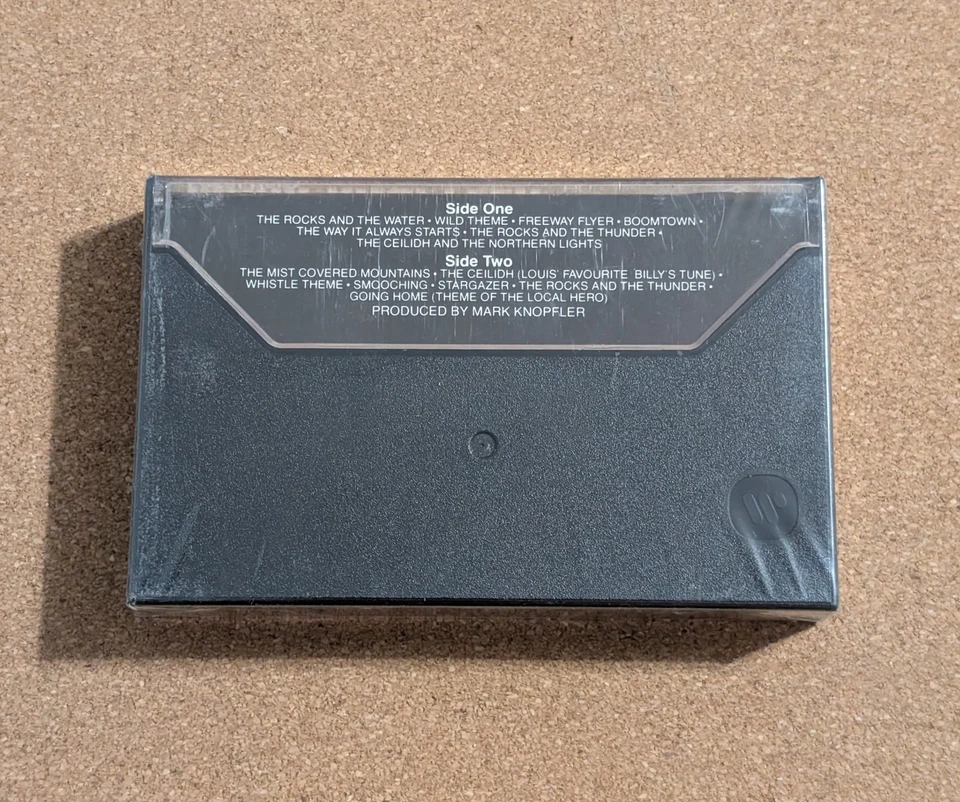 Side One
THE ROCKS AND THE WATER • WILD THEME • FREEWAY FLYER • BOOMTOWN •
THE WAY IT ALWAYS STARTS • THE ROCKS AND THE THUNDER •
THE CEILIDH AND THE NORTHERN LIGHTS
Side Two
THE MIST COVERED MOUNTAINS • THE CEILIDH (LOUIS' FAVOURITE BILLY'S TUNE) •
WHISTLE THEME • SMOOCHING • STARGAZER • THE ROCKS AND THE THUNDER •
GOING HOME (THEME OF THE LOCAL HERO)
PRODUCED BY MARK KNOPFLER